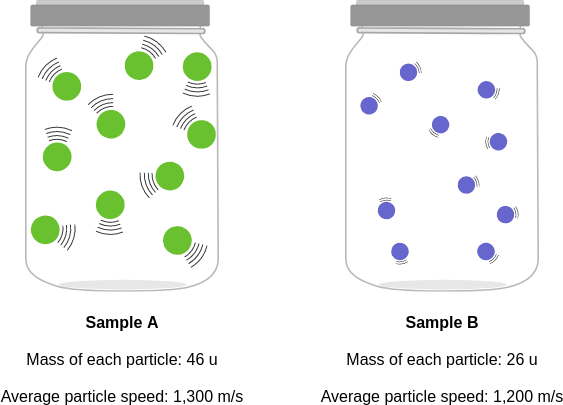 Sample A
Mass of each particle: 46 u
Average particle speed: 1,300 m/s
Sample B
Mass of each particle: 26 u
Average particle speed: 1,200 m/s